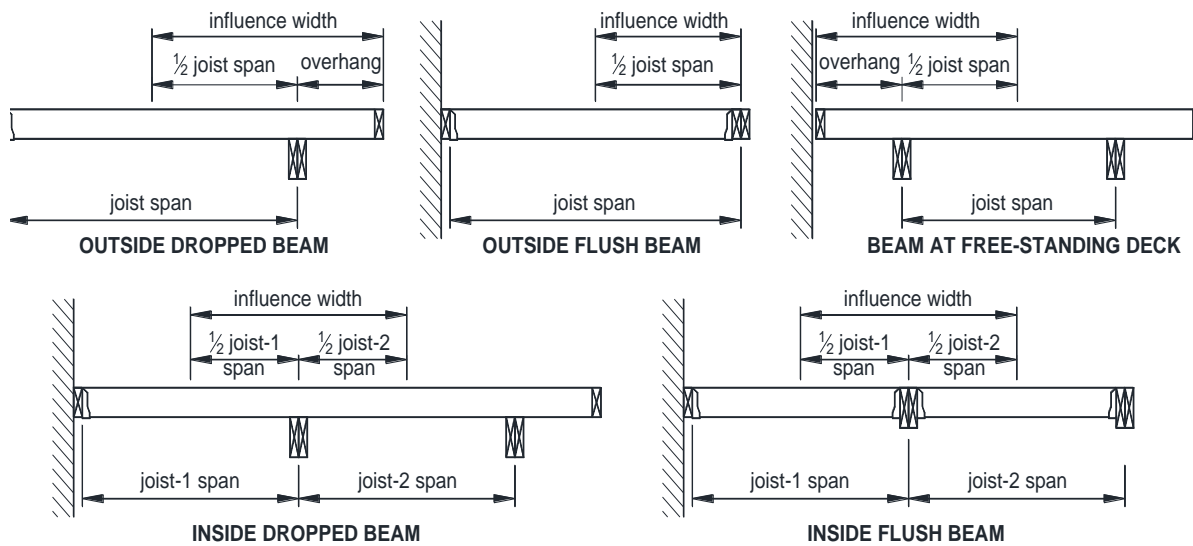 influence width
½ joist span
overhang
joist span
OUTSIDE DROPPED BEAM
influence width
½ joist span
joist span
OUTSIDE FLUSH BEAM
influence width
overhang
½ joist span
joist span
BEAM AT FREE-STANDING DECK
influence width
½ joist-1
span
½ joist-2
span
joist-1 span
joist-2 span
INSIDE DROPPED BEAM
influence width
½ joist-1
span
½ joist-2
span
joist-1 span
joist-2 span
INSIDE FLUSH BEAM